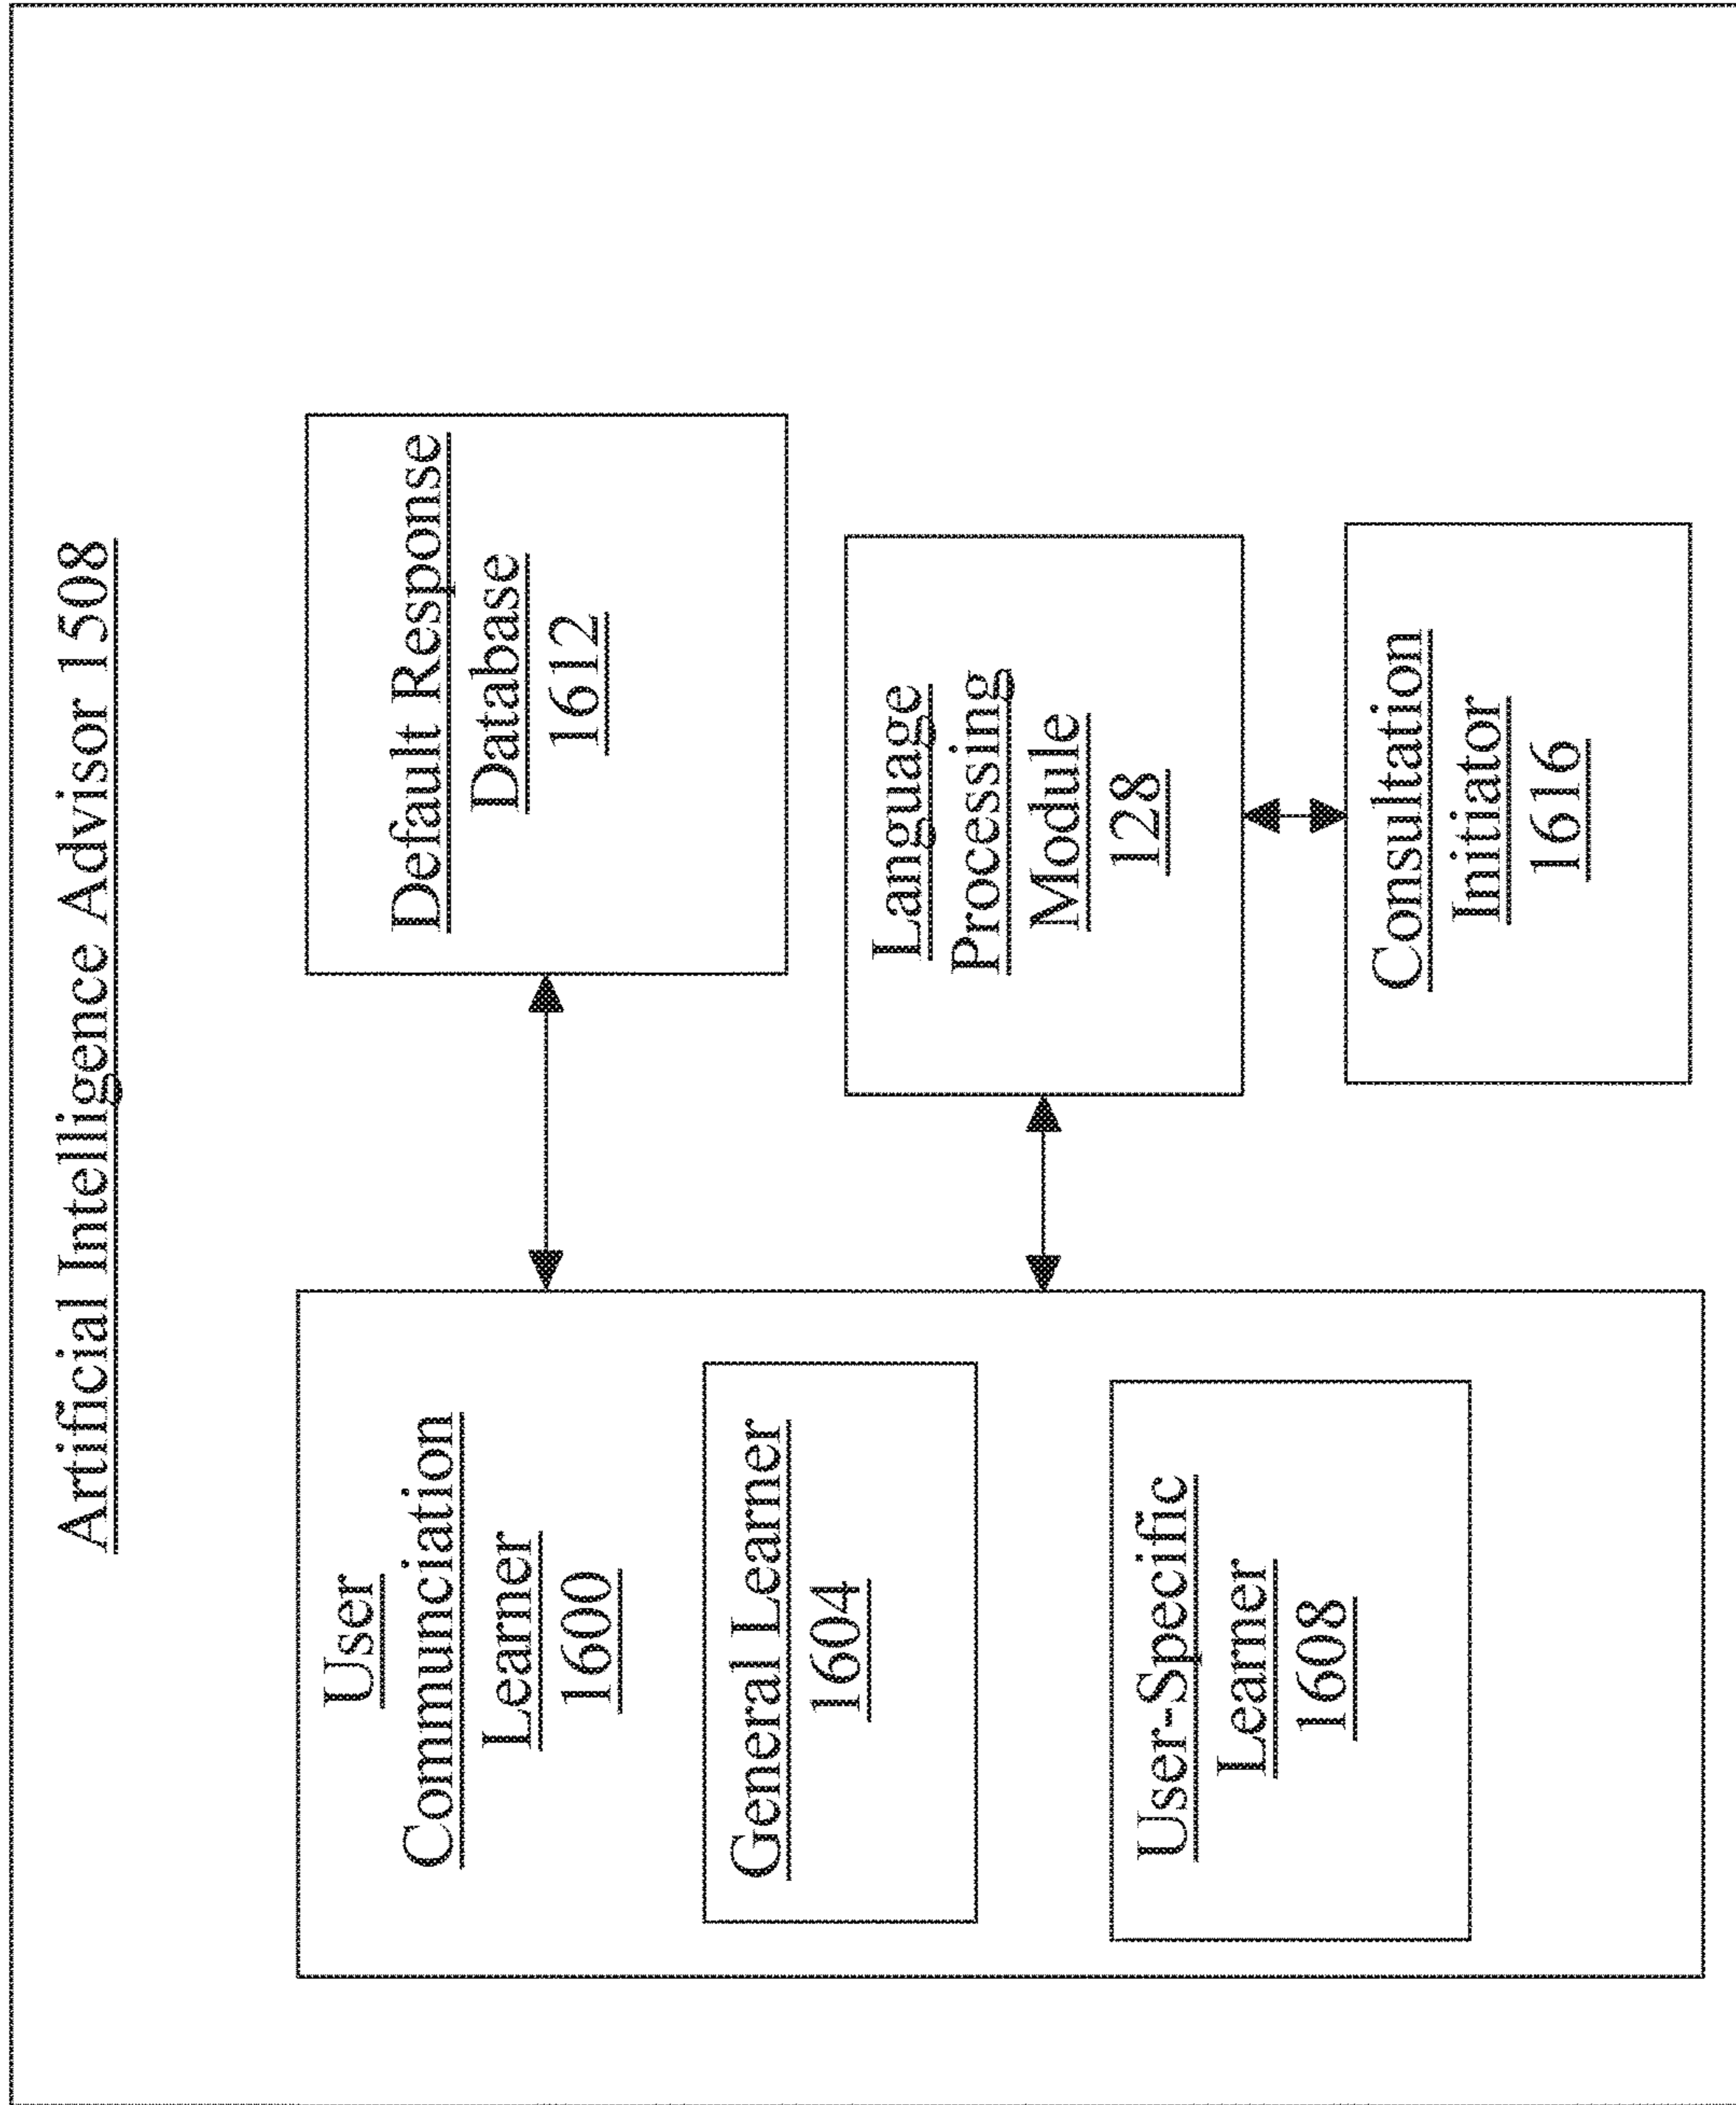 Artificial Intelligence Advisor 1508
User
Communciation
Learner
1600
General Learner
1604
User-Specific
Learner
1608
Default Response
Database
1612
Language
Processing
Module
128
Consultation
Initiator
1616